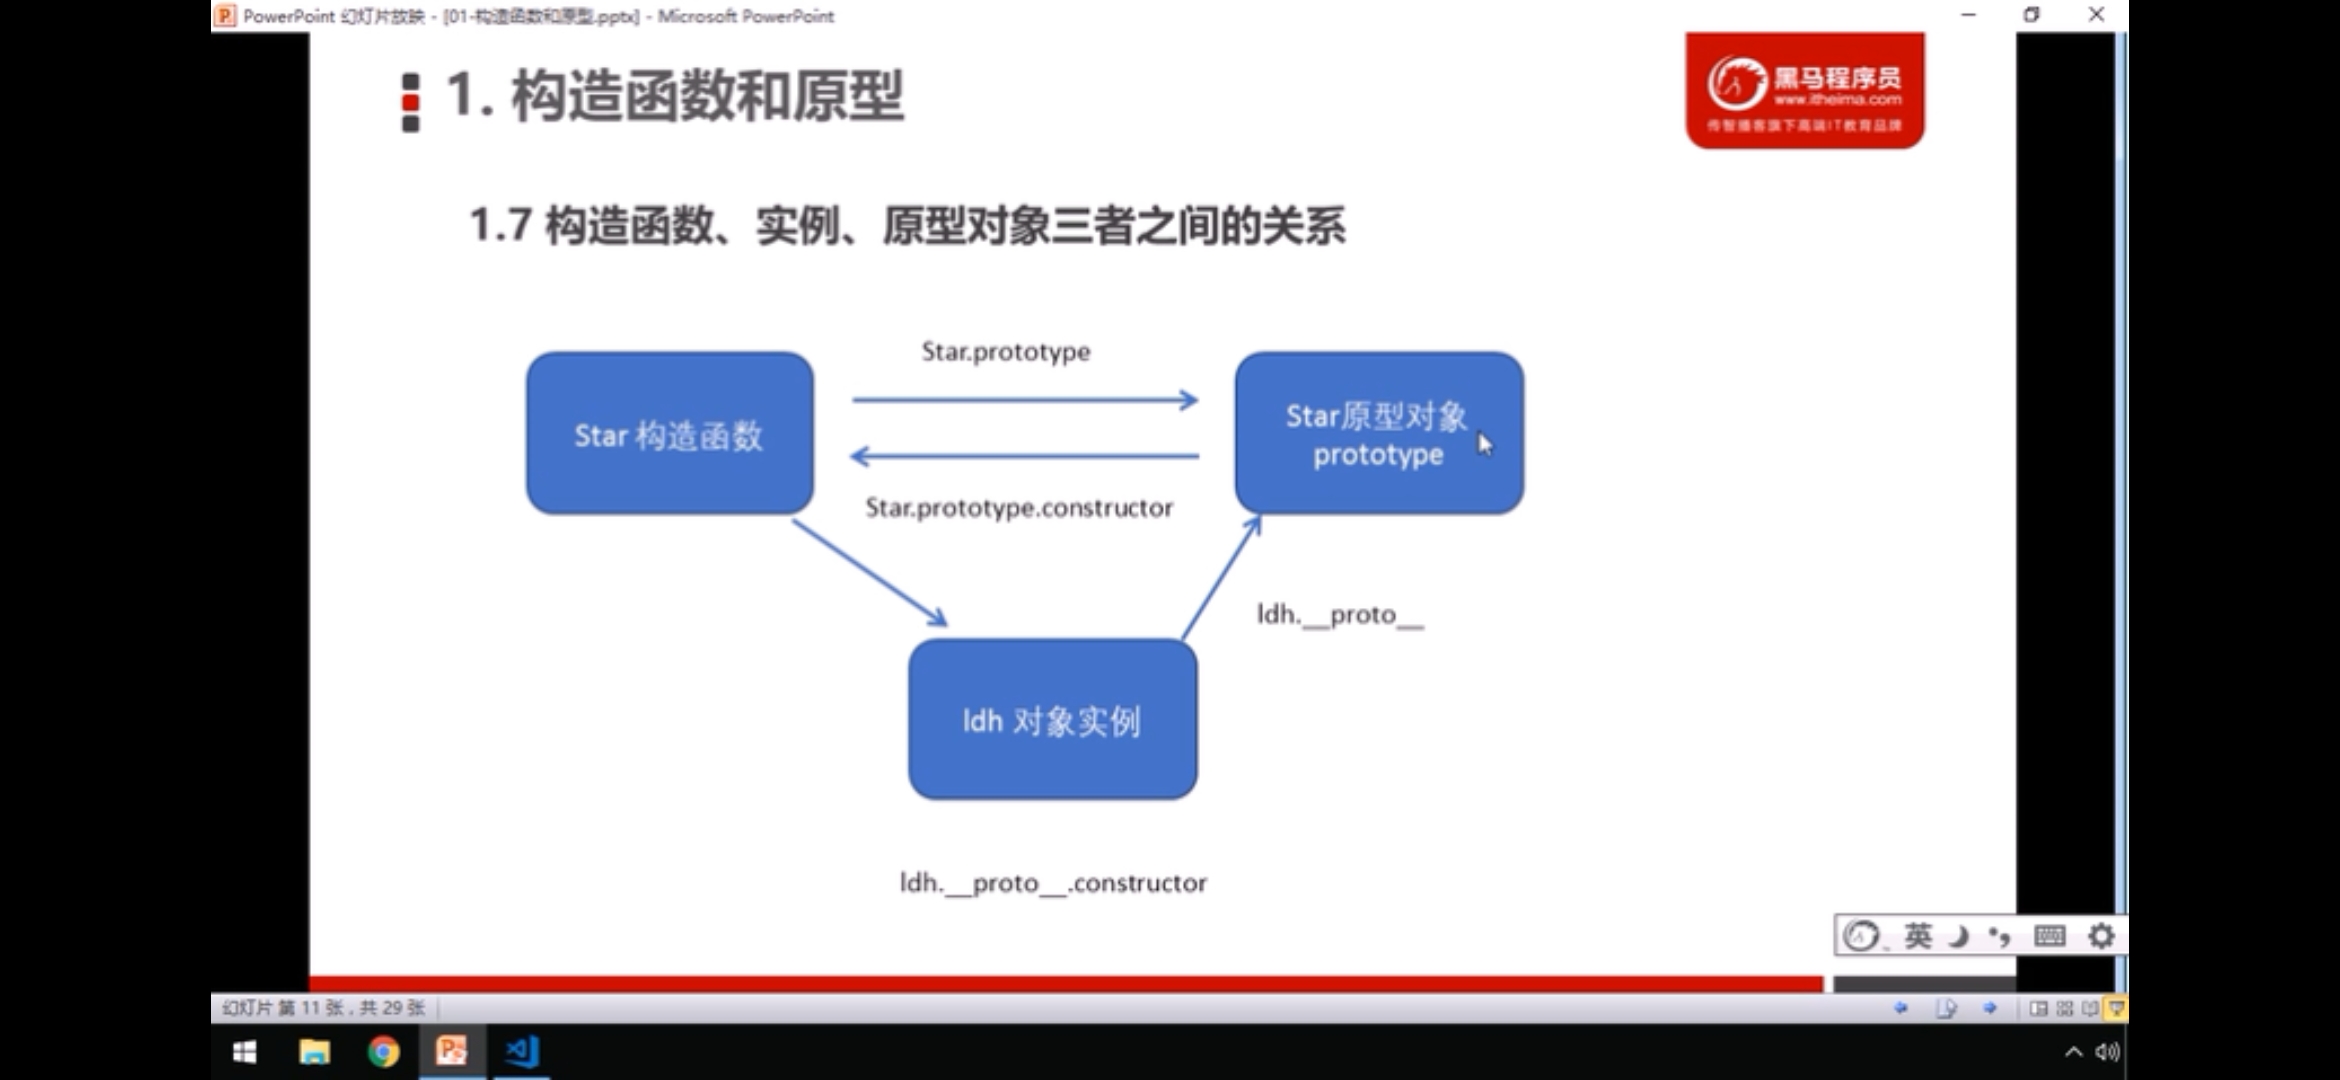 PowerPoint 幻灯片放映 - [01-构造函数和原型.pptx] - Microsoft PowerPoint
1. 构造函数和原型
黑马程序员
www.itheima.com
传智播客旗下高端IT教育品牌
1.7 构造函数、实例、原型对象三者之间的关系
Star.prototype
Star 构造函数
Star原型对象
prototype
Star.prototype.constructor
ldh.__proto__
ldh 对象实例
ldh.__proto__.constructor
英
幻灯片 第 11 张，共 29 张